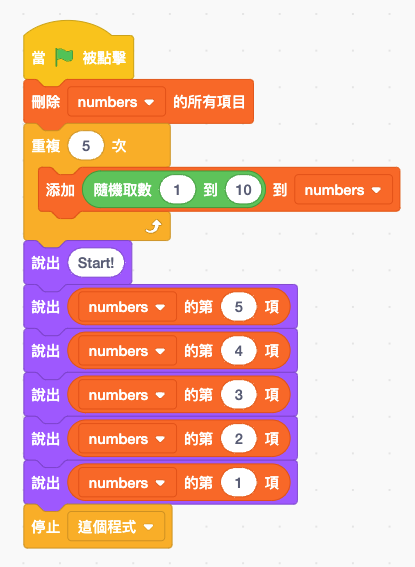 當 被點擊
刪除 numbers 的所有項目
重複 5 次
添加 隨機取數 1 到 10 到 numbers
說出 Start!
說出 numbers 的第 5 項
說出 numbers 的第 4 項
說出 numbers 的第 3 項
說出 numbers 的第 2 項
說出 numbers 的第 1 項
停止 這個程式